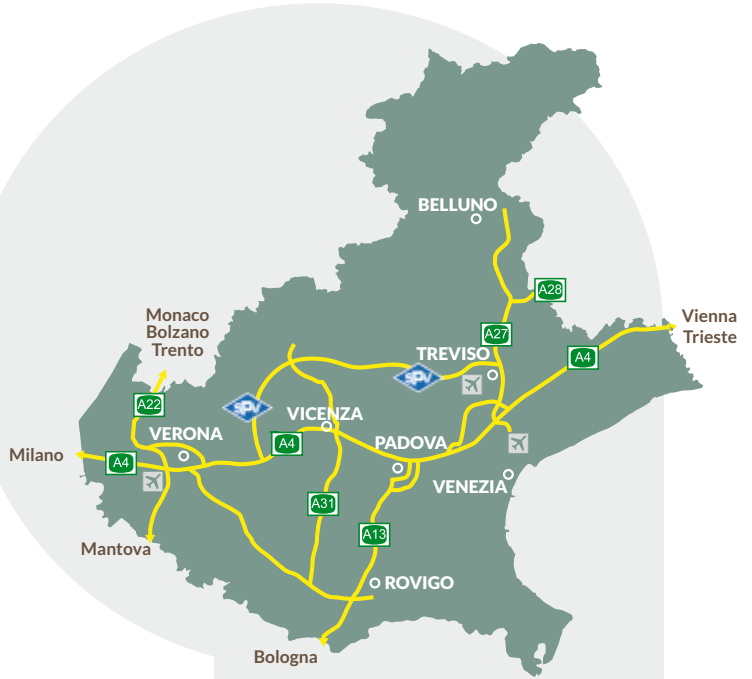 BELLUNO
A28
Monaco
Bolzano
Trento
Vienna
Trieste
A27
TREVISO
A4
SPV
A22
SPV
VICENZA
VERONA
A4
PADOVA
Milano
A4
VENEZIA
A31
A13
Mantova
ROVIGO
Bologna